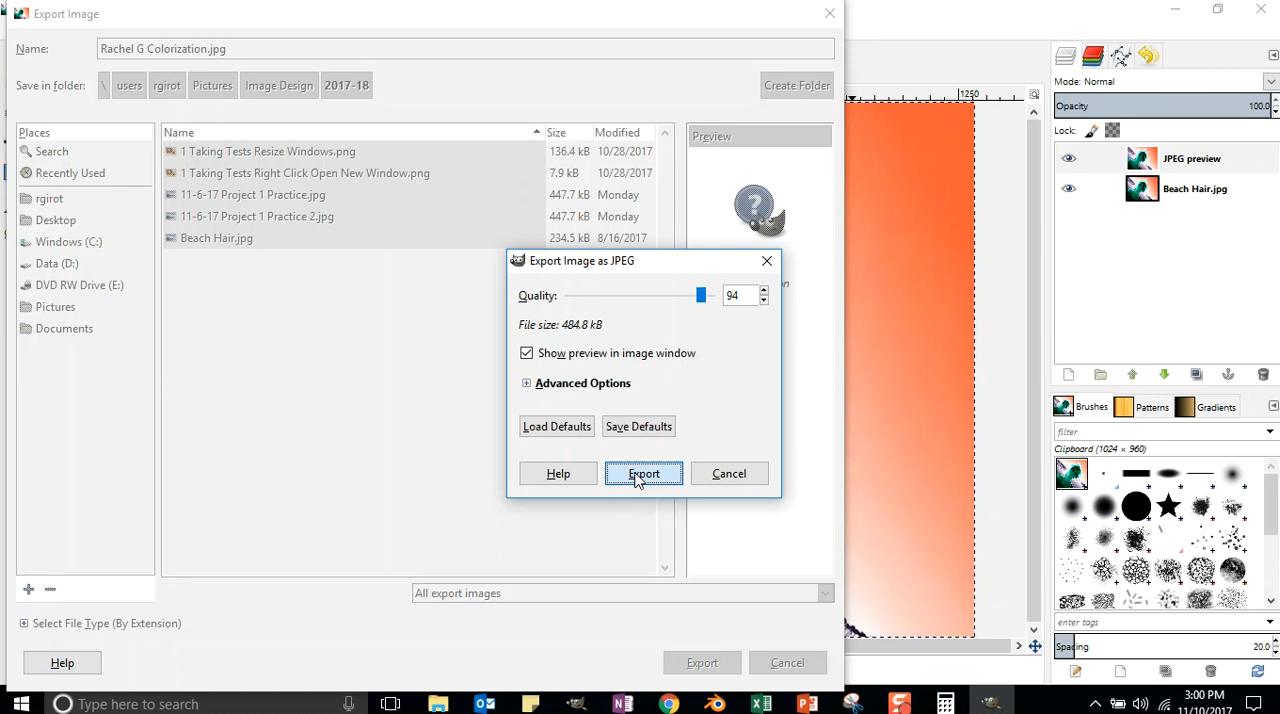 Export Image
Name: Rachel G Colorization.jpg
Save in folder: \ users rgirot Pictures Image Design 2017-18 Create Folder
Places
Search
Recently Used
rgirot
Desktop
Windows (C:)
Data (D:)
DVD RW Drive (E:)
Pictures
Documents
Name Size Modified
1 Taking Tests Resize Windows.png 136.4 kB 10/28/2017
1 Taking Tests Right Click Open New Window.png 7.9 kB 10/28/2017
11-6-17 Project 1 Practice.jpg 447.7 kB Monday
11-6-17 Project 1 Practice 2.jpg 447.7 kB Monday
Beach Hair.jpg 234.5 kB 8/16/2017
Preview
Export Image as JPEG
Quality: 94
File size: 484.8 kB
Show preview in image window
Advanced Options
Load Defaults Save Defaults
Help Export Cancel
All export images
Select File Type (By Extension)
Help Export Cancel
1250
Mode: Normal
Opacity 100.0
Lock:
JPEG preview
Beach Hair.jpg
Brushes Patterns Gradients
filter
Clipboard (1024 × 960)
enter tags
Spacing 20.0
Type here to search
3:00 PM
11/10/2017